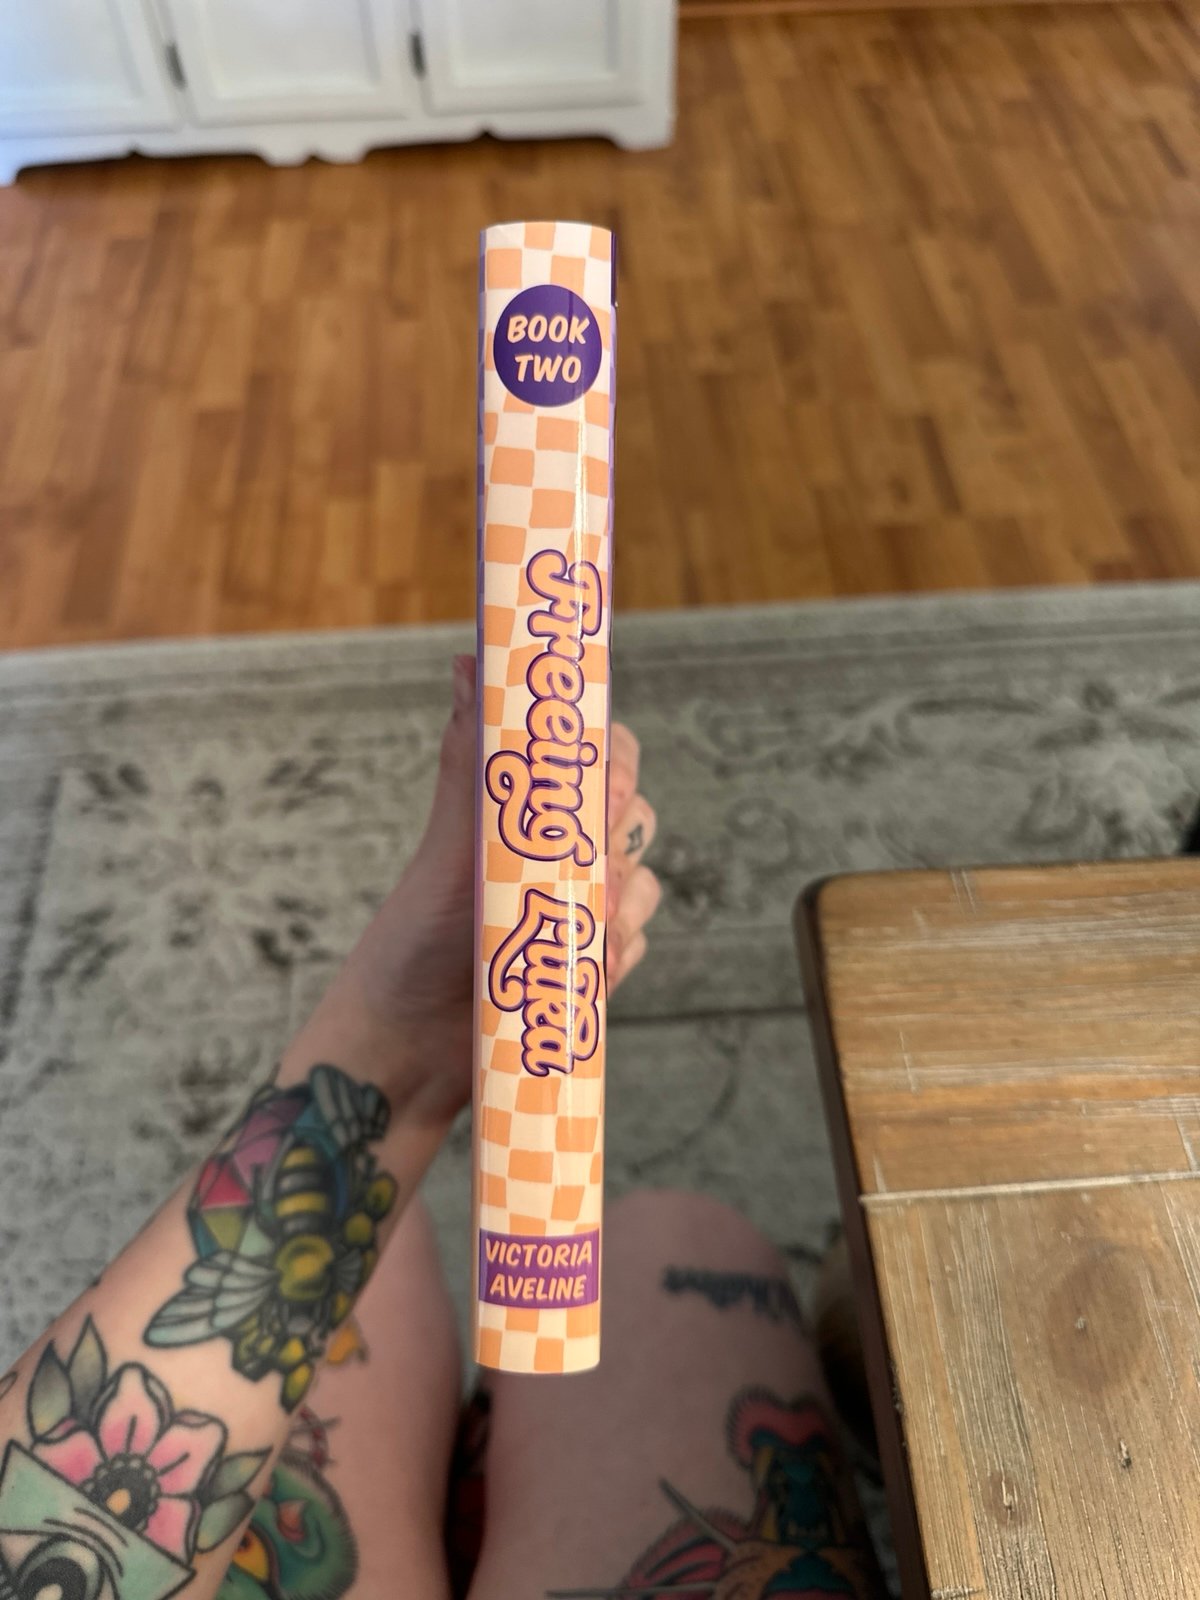 BOOK
TWO
Freeing Luka
VICTORIA
AVELINE